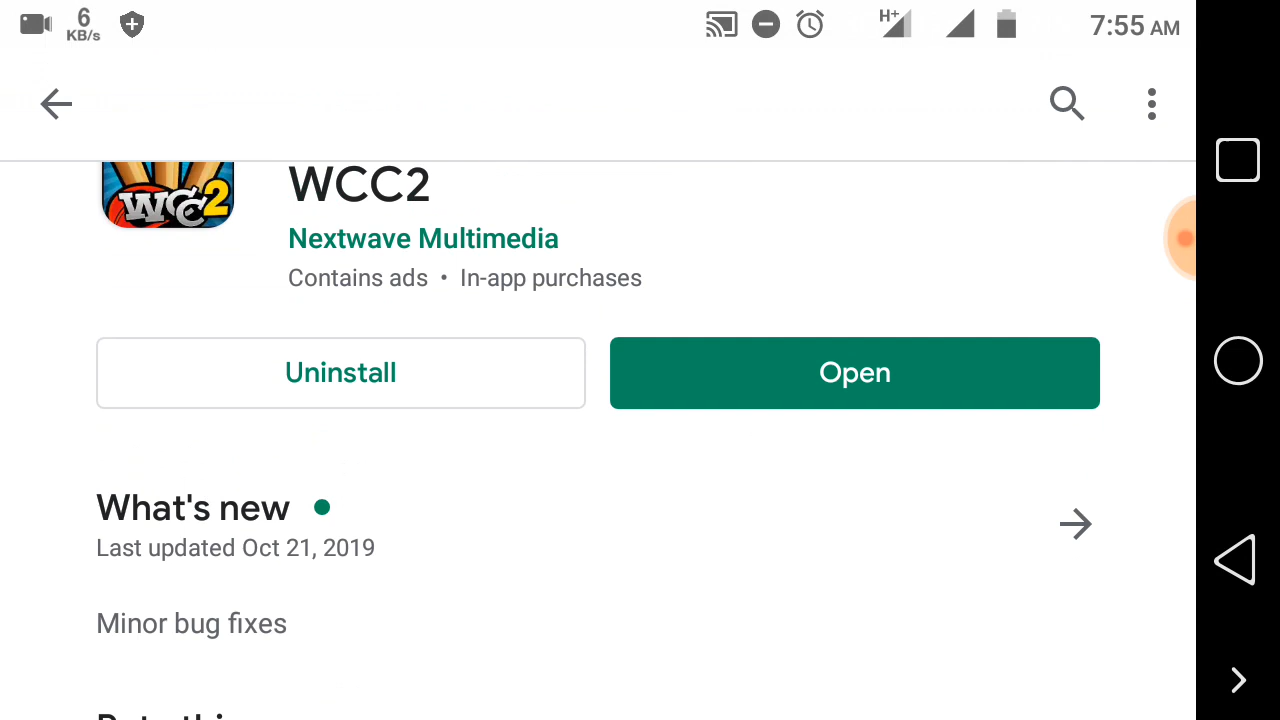 6
KB/s
H+
7:55 AM
WCC2
WCC2
Nextwave Multimedia
Contains ads • In-app purchases
Uninstall
Open
What's new
Last updated Oct 21, 2019
Minor bug fixes